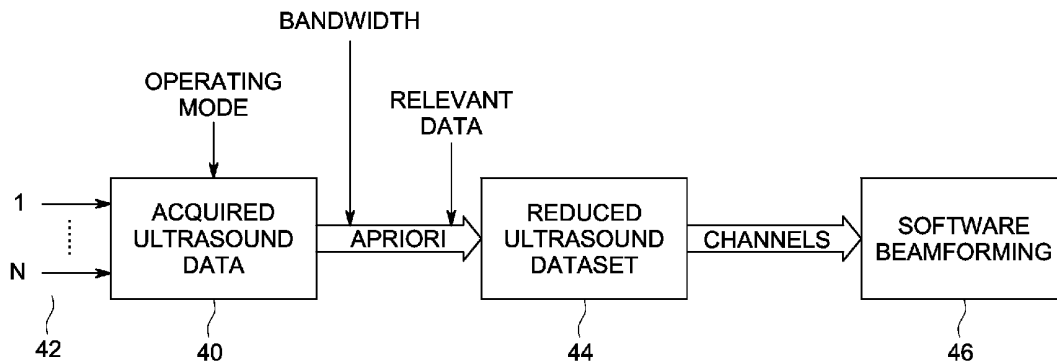 BANDWIDTH
OPERATING
MODE
RELEVANT
DATA
1
N
ACQUIRED
ULTRASOUND
DATA
APRIORI
REDUCED
ULTRASOUND
DATASET
CHANNELS
SOFTWARE
BEAMFORMING
42
40
44
46